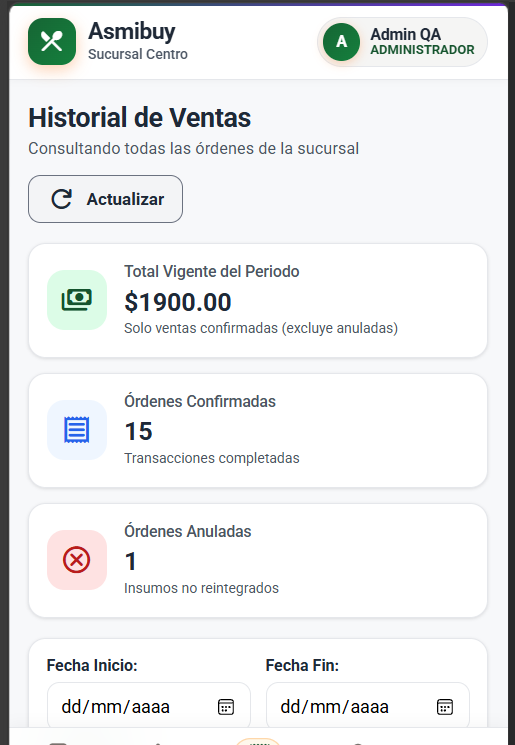 Asmibuy
Sucursal Centro
A
Admin QA
ADMINISTRADOR
Historial de Ventas
Consultando todas las órdenes de la sucursal
Actualizar
Total Vigente del Periodo
$1900.00
Solo ventas confirmadas (excluye anuladas)
Órdenes Confirmadas
15
Transacciones completadas
Órdenes Anuladas
1
Insumos no reintegrados
Fecha Inicio:
Fecha Fin:
dd/mm/aaaa
dd/mm/aaaa